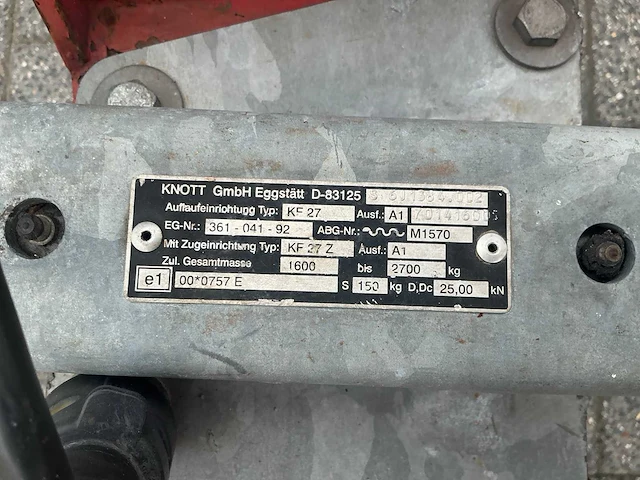 KNOTT GmbH Eggstätt D-83125
Auflaufeinrichtung Typ: KF 27 Ausf.: A1
EG-Nr.: 361-041-92 ABG-Nr.: M1570
Mit Zugeinrichtung Typ: KF 27 Z Ausf.: A1
Zul. Gesamtmasse 1600 bis 2700 kg
e1 00*0757 E S 150 kg D,Dc 25,00 kN